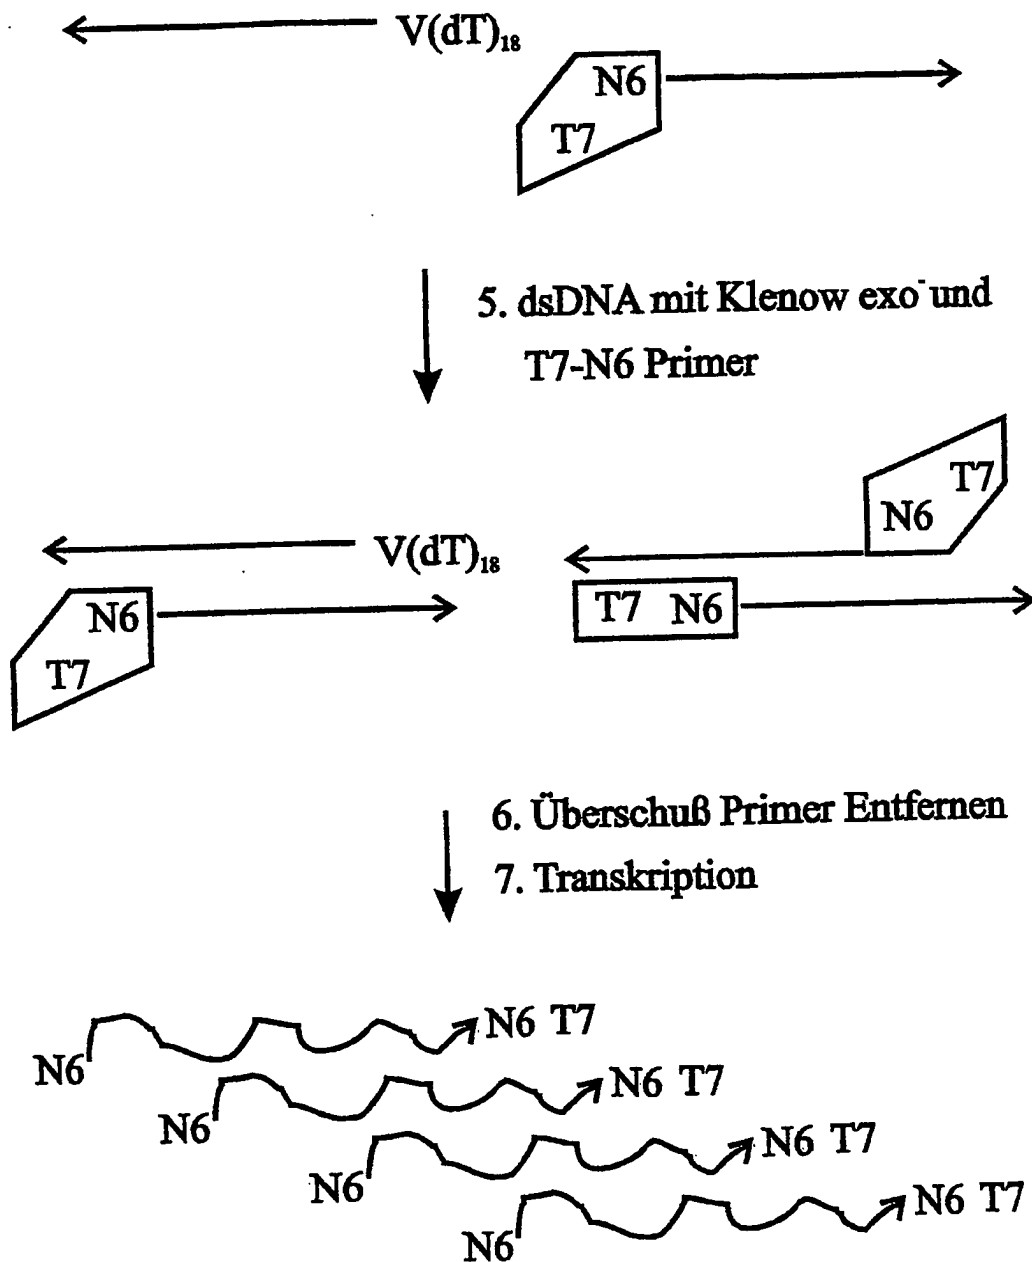 V(dT)₁₈
N6
T7
5. dsDNA mit Klenow exo⁻ und
T7-N6 Primer
T7
N6
V(dT)₁₈
N6
T7
T7 N6
6. Überschuß Primer Entfernen
7. Transkription
N6 N6 T7
N6 N6 T7
N6 N6 T7
N6 N6 T7